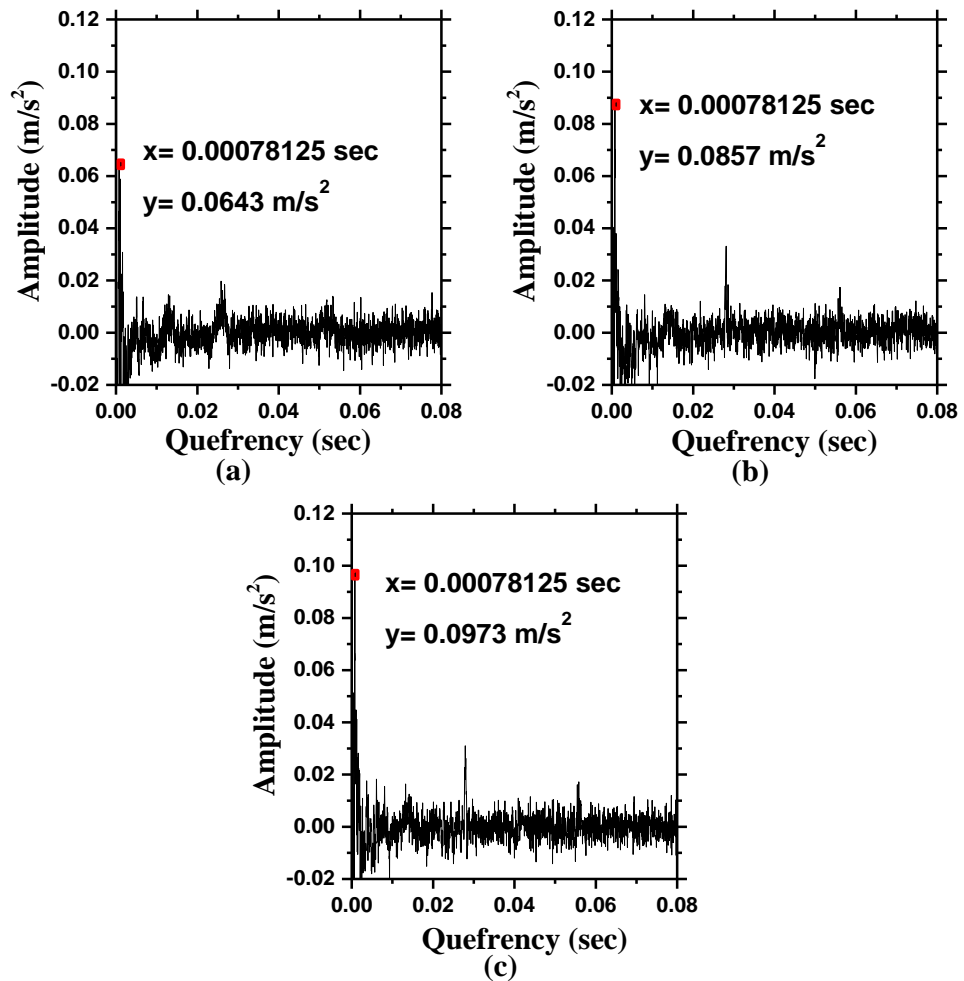 0.12
0.10
0.08
0.06
0.04
0.02
0.00
-0.02
Amplitude (m/s²)
x= 0.00078125 sec
y= 0.0643 m/s²
0.00 0.02 0.04 0.06 0.08
Quefrency (sec)
(a)
0.12
0.10
0.08
0.06
0.04
0.02
0.00
-0.02
Amplitude (m/s²)
x= 0.00078125 sec
y= 0.0857 m/s²
0.00 0.02 0.04 0.06 0.08
Quefrency (sec)
(b)
0.12
0.10
0.08
0.06
0.04
0.02
0.00
-0.02
Amplitude (m/s²)
x= 0.00078125 sec
y= 0.0973 m/s²
0.00 0.02 0.04 0.06 0.08
Quefrency (sec)
(c)